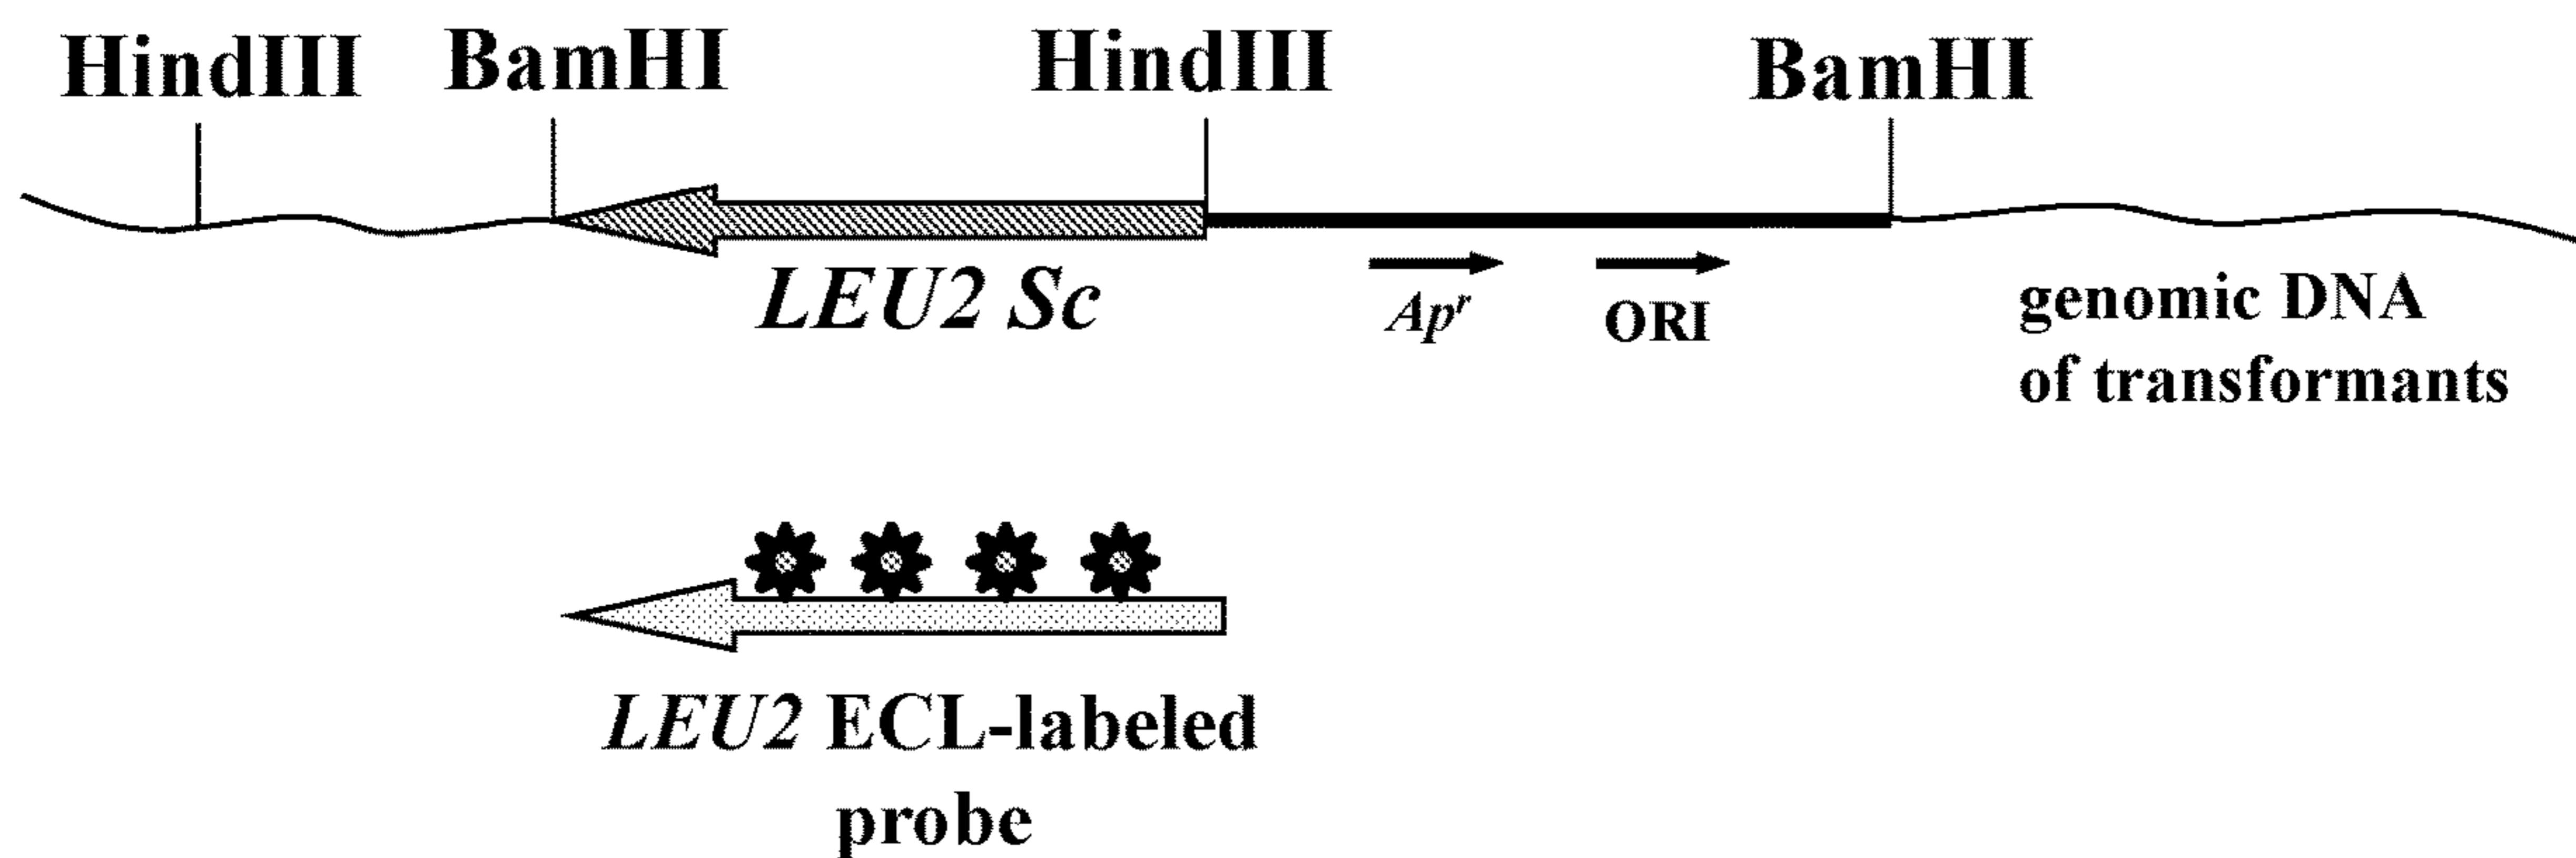 HindIII BamHI HindIII BamHI
LEU2 Sc
Apʳ
ORI
genomic DNA
of transformants
LEU2 ECL-labeled
probe